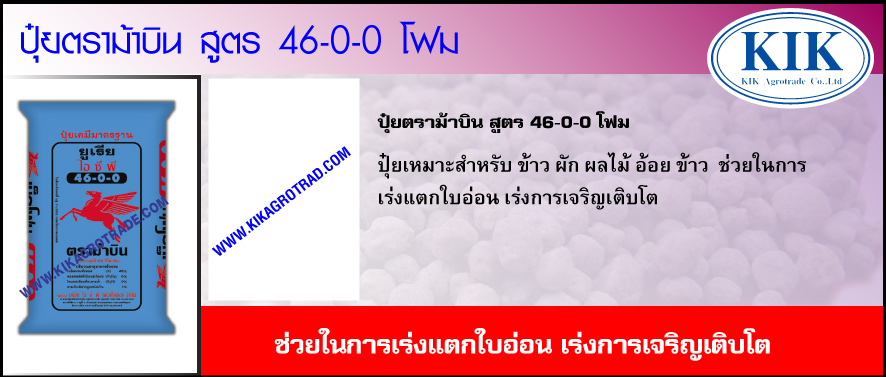 ปุ๋ยตราม้าบิน สูตร 46-0-0 โฟม
KIK
KIK Agrotrade Co.,Ltd
ปุ๋ยเคมีมาตรฐาน
ยูเรีย
ไอ ซี พี
46-0-0
ตราม้าบิน
WWW.KIKAGROTRADE.COM
WWW.KIKAGROTRAD.COM
ปุ๋ยตราม้าบิน สูตร 46-0-0 โฟม
ปุ๋ยเหมาะสำหรับ ข้าว ผัก ผลไม้ อ้อย ข้าว ช่วยในการ
เร่งแตกใบอ่อน เร่งการเจริญเติบโต
ช่วยในการเร่งแตกใบอ่อน เร่งการเจริญเติบโต